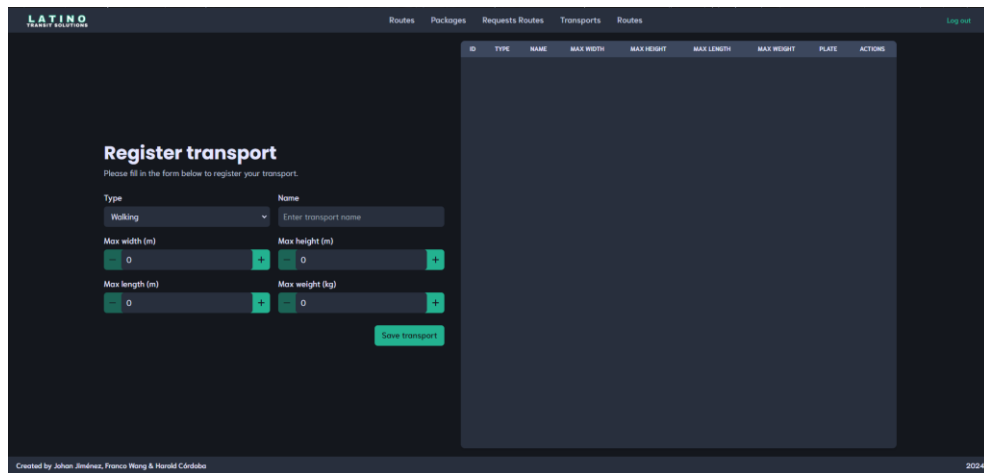 LATINO
TRANSIT SOLUTIONS
Routes Packages Requests Routes Transports Routes
Log out
Register transport
Please fill in the form below to register your transport.
Type Name
Walking Enter transport name
Max width (m) Max height (m)
− 0 + − 0 +
Max length (m) Max weight (kg)
− 0 + − 0 +
Save transport
ID TYPE NAME MAX WIDTH MAX HEIGHT MAX LENGTH MAX WEIGHT PLATE ACTIONS
Created by Johan Jiménez, Franco Wong & Harold Córdoba
2024